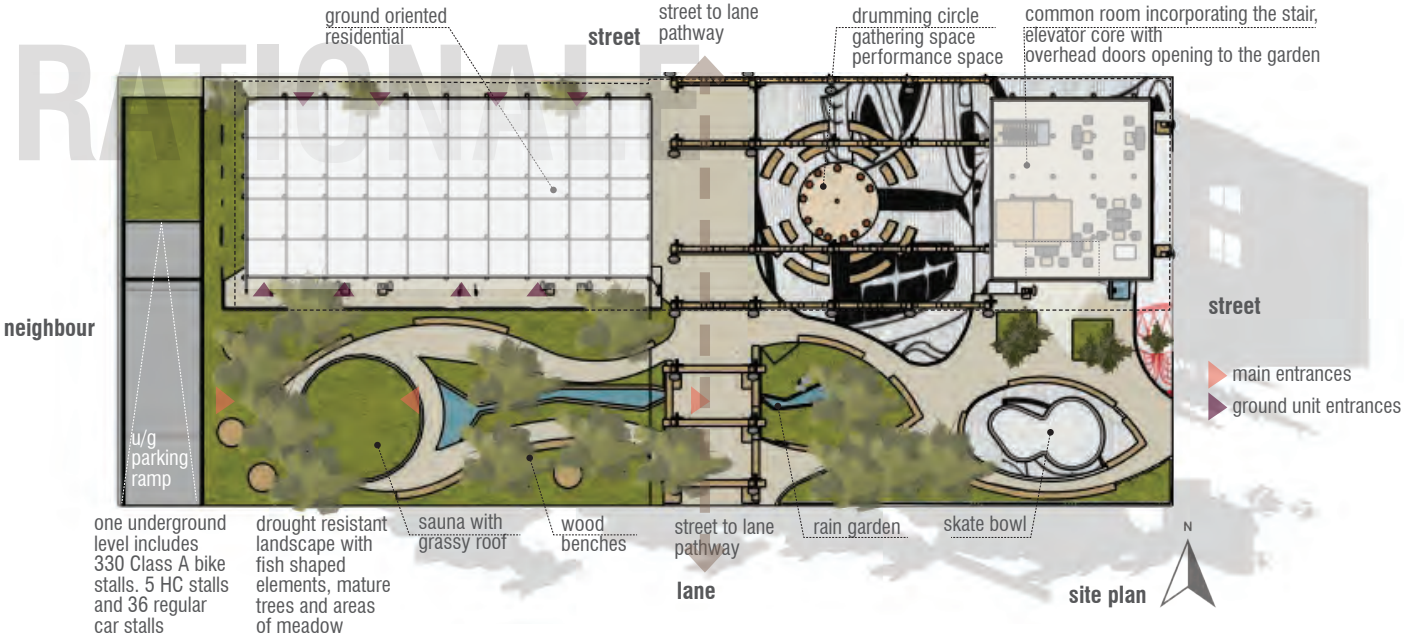 RATIONALE
ground oriented
residential
street
street to lane
pathway
drumming circle
gathering space
performance space
common room incorporating the stair,
elevator core with
overhead doors opening to the garden
neighbour
street
main entrances
ground unit entrances
u/g
parking
ramp
one underground
level includes
330 Class A bike
stalls. 5 HC stalls
and 36 regular
car stalls
drought resistant
landscape with
fish shaped
elements, mature
trees and areas
of meadow
sauna with
grassy roof
wood
benches
street to lane
pathway
lane
rain garden
skate bowl
site plan
N